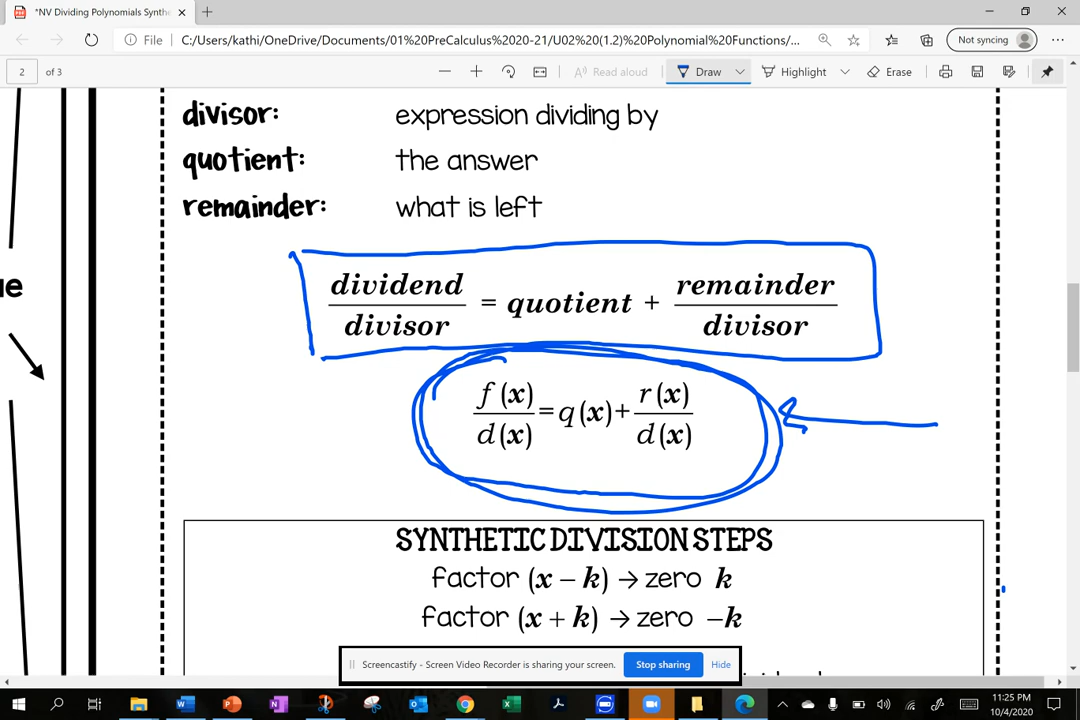 *NV Dividing Polynomials Synthe
File
C:/Users/kathi/OneDrive/Documents/01%20PreCalculus%2020-21/U02%20(1.2)%20Polynomial%20Functions/...
Not syncing
2 of 3
Read aloud
Draw
Highlight
Erase
divisor: expression dividing by
quotient: the answer
remainder: what is left
ue
dividend/divisor = quotient + remainder/divisor
f(x)/d(x) = q(x) + r(x)/d(x)
SYNTHETIC DIVISION STEPS
factor (x − k) → zero k
factor (x + k) → zero −k
Screencastify - Screen Video Recorder is sharing your screen.
Stop sharing
Hide
11:25 PM
10/4/2020